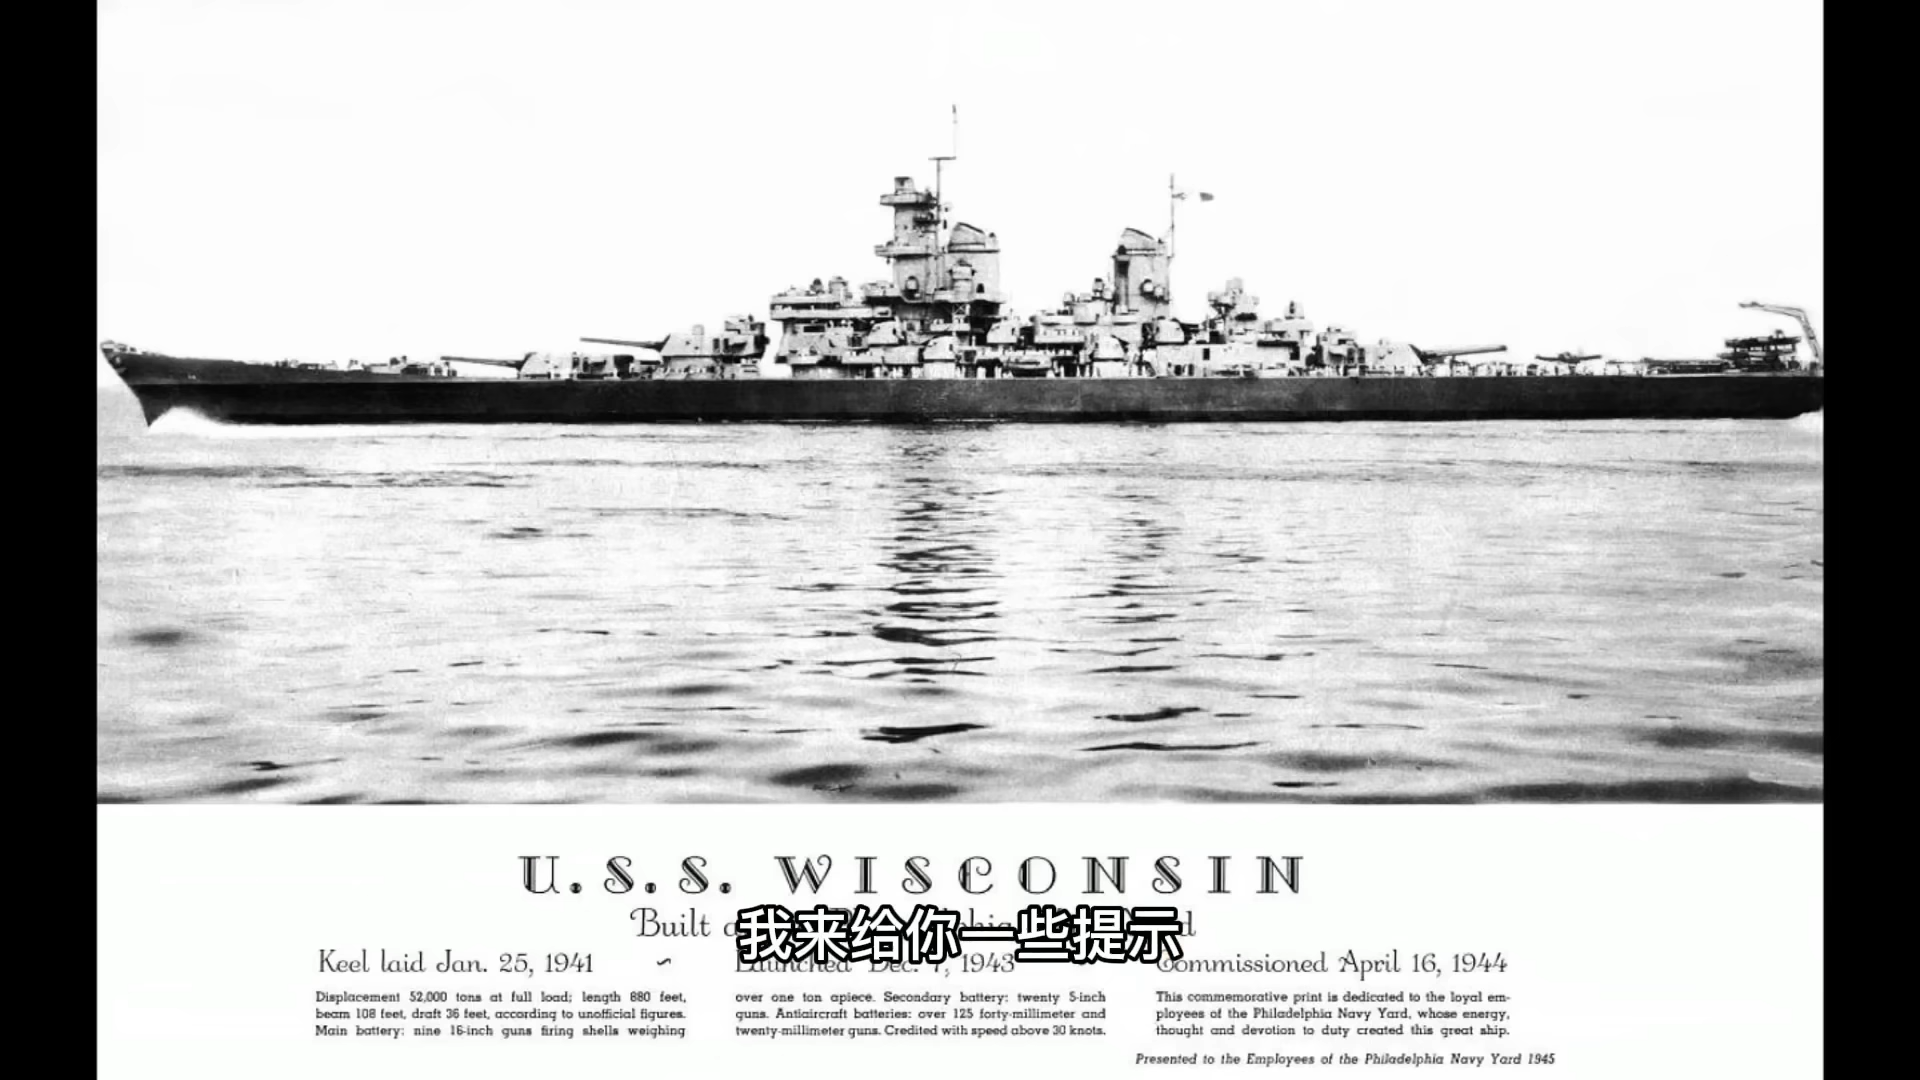 U.S.S. WISCONSIN
Built
我来给你一些提示
Keel laid Jan. 25, 1941 ~ Launched Dec. 7, 1943 Commissioned April 16, 1944
Displacement 52,000 tons at full load; length 880 feet,
beam 108 feet, draft 36 feet, according to unofficial figures.
Main battery: nine 16-inch guns firing shells weighing
over one ton apiece. Secondary battery: twenty 5-inch
guns. Antiaircraft batteries: over 125 forty-millimeter and
twenty-millimeter guns. Credited with speed above 30 knots.
This commemorative print is dedicated to the loyal em-
ployees of the Philadelphia Navy Yard, whose energy,
thought and devotion to duty created this great ship.
Presented to the Employees of the Philadelphia Navy Yard 1945